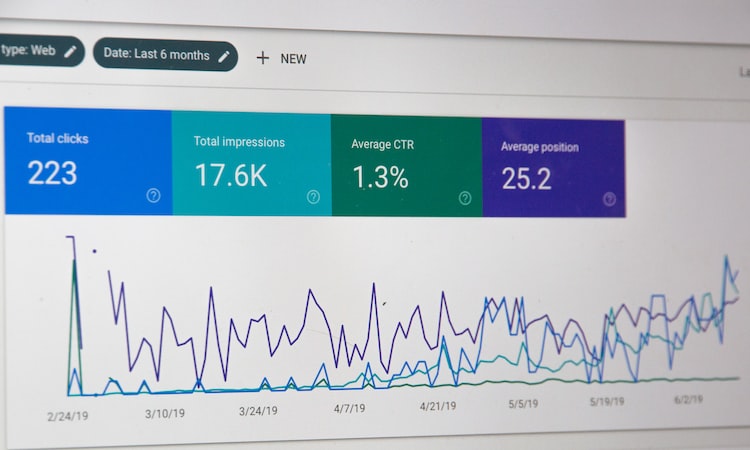 type: Web
Date: Last 6 months
+ NEW
La
Total clicks
223
Total impressions
17.6K
Average CTR
1.3%
Average position
25.2
2/24/19
3/10/19
3/24/19
4/7/19
4/21/19
5/5/19
5/19/19
6/2/19